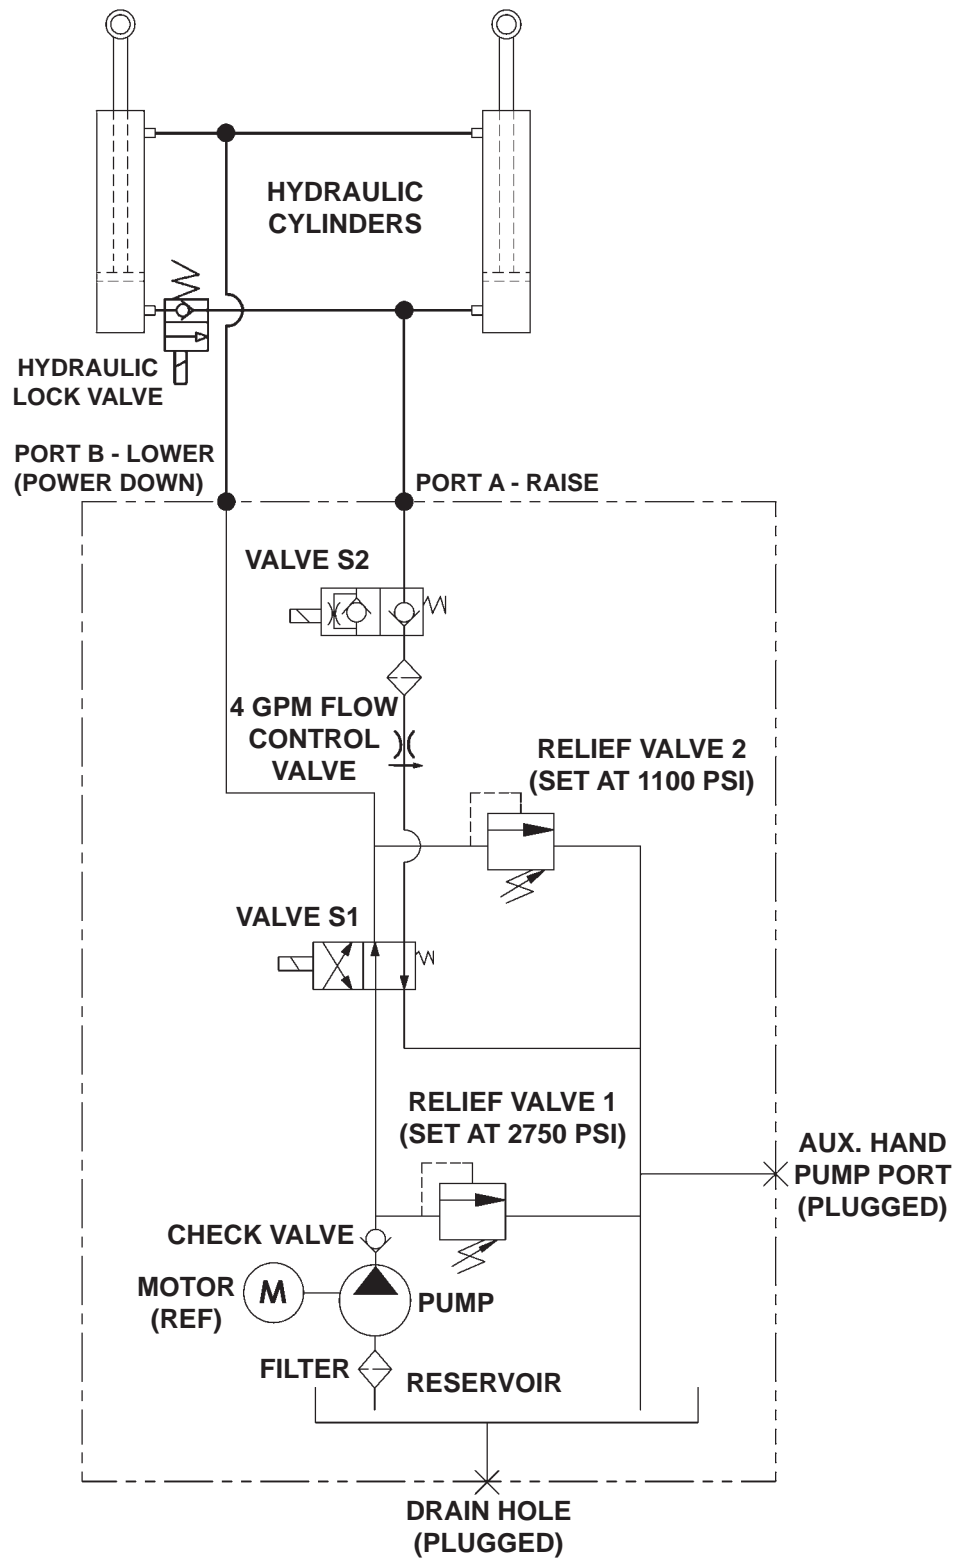 HYDRAULIC
CYLINDERS
HYDRAULIC
LOCK VALVE
PORT B - LOWER
(POWER DOWN)
PORT A - RAISE
VALVE S2
4 GPM FLOW
CONTROL
VALVE
RELIEF VALVE 2
(SET AT 1100 PSI)
VALVE S1
RELIEF VALVE 1
(SET AT 2750 PSI)
AUX. HAND
PUMP PORT
(PLUGGED)
CHECK VALVE
MOTOR
(REF)
M
PUMP
FILTER
RESERVOIR
DRAIN HOLE
(PLUGGED)